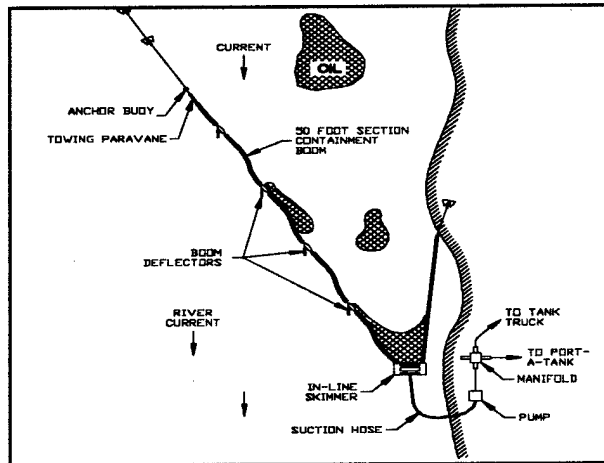 CURRENT
OIL
ANCHOR BUOY
TOWING PARAVANE
50 FOOT SECTION
CONTAINMENT
BOOM
BOOM
DEFLECTORS
RIVER
CURRENT
TO TANK
TRUCK
TO PORT-
A-TANK
MANIFOLD
IN-LINE
SKIMMER
PUMP
SUCTION HOSE